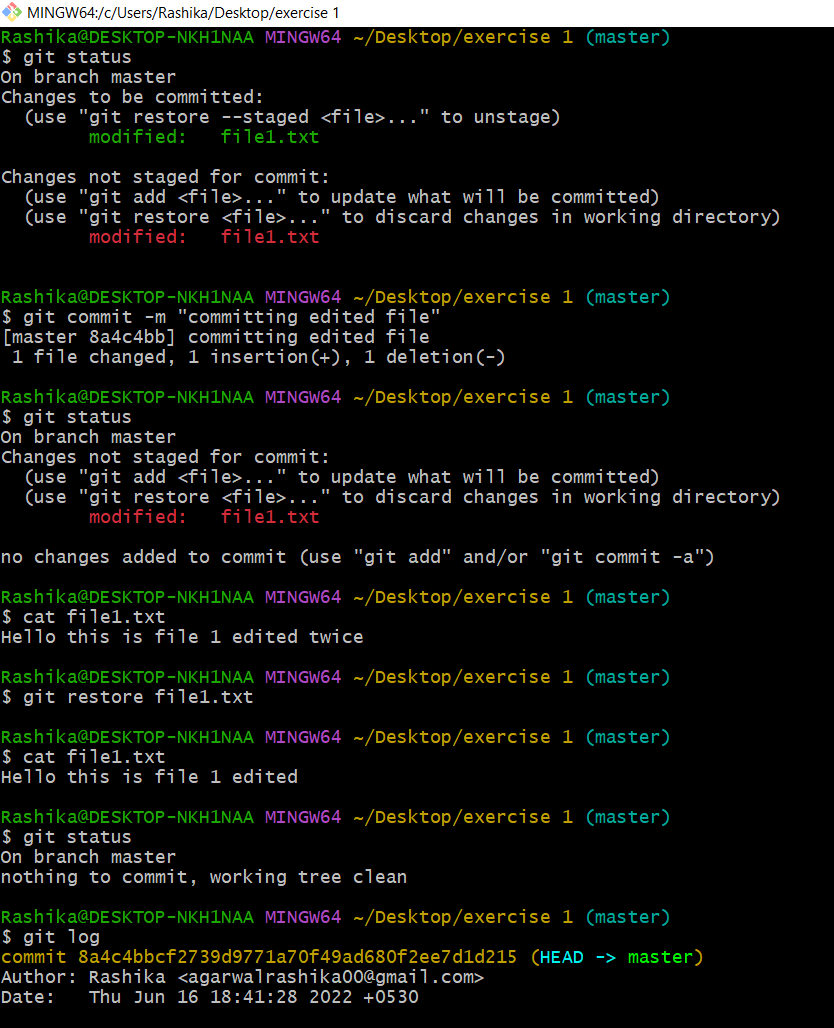 MINGW64:/c/Users/Rashika/Desktop/exercise 1
Rashika@DESKTOP-NKH1NAA MINGW64 ~/Desktop/exercise 1 (master)
$ git status
On branch master
Changes to be committed:
  (use "git restore --staged <file>..." to unstage)
        modified:   file1.txt

Changes not staged for commit:
  (use "git add <file>..." to update what will be committed)
  (use "git restore <file>..." to discard changes in working directory)
        modified:   file1.txt

Rashika@DESKTOP-NKH1NAA MINGW64 ~/Desktop/exercise 1 (master)
$ git commit -m "committing edited file"
[master 8a4c4bb] committing edited file
 1 file changed, 1 insertion(+), 1 deletion(-)

Rashika@DESKTOP-NKH1NAA MINGW64 ~/Desktop/exercise 1 (master)
$ git status
On branch master
Changes not staged for commit:
  (use "git add <file>..." to update what will be committed)
  (use "git restore <file>..." to discard changes in working directory)
        modified:   file1.txt

no changes added to commit (use "git add" and/or "git commit -a")

Rashika@DESKTOP-NKH1NAA MINGW64 ~/Desktop/exercise 1 (master)
$ cat file1.txt
Hello this is file 1 edited twice

Rashika@DESKTOP-NKH1NAA MINGW64 ~/Desktop/exercise 1 (master)
$ git restore file1.txt

Rashika@DESKTOP-NKH1NAA MINGW64 ~/Desktop/exercise 1 (master)
$ cat file1.txt
Hello this is file 1 edited

Rashika@DESKTOP-NKH1NAA MINGW64 ~/Desktop/exercise 1 (master)
$ git status
On branch master
nothing to commit, working tree clean

Rashika@DESKTOP-NKH1NAA MINGW64 ~/Desktop/exercise 1 (master)
$ git log
commit 8a4c4bbcf2739d9771a70f49ad680f2ee7d1d215 (HEAD -> master)
Author: Rashika <agarwalrashika00@gmail.com>
Date:   Thu Jun 16 18:41:28 2022 +0530